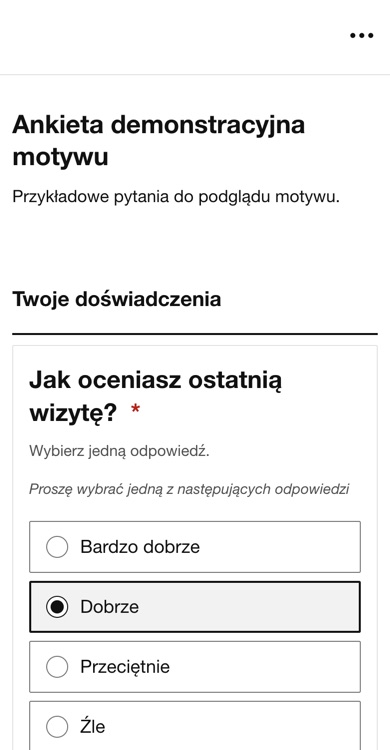 Ankieta demonstracyjna
motywu
Przykładowe pytania do podglądu motywu.
Twoje doświadczenia
Jak oceniasz ostatnią
wizytę? *
Wybierz jedną odpowiedź.
Proszę wybrać jedną z następujących odpowiedzi
Bardzo dobrze
Dobrze
Przeciętnie
Źle